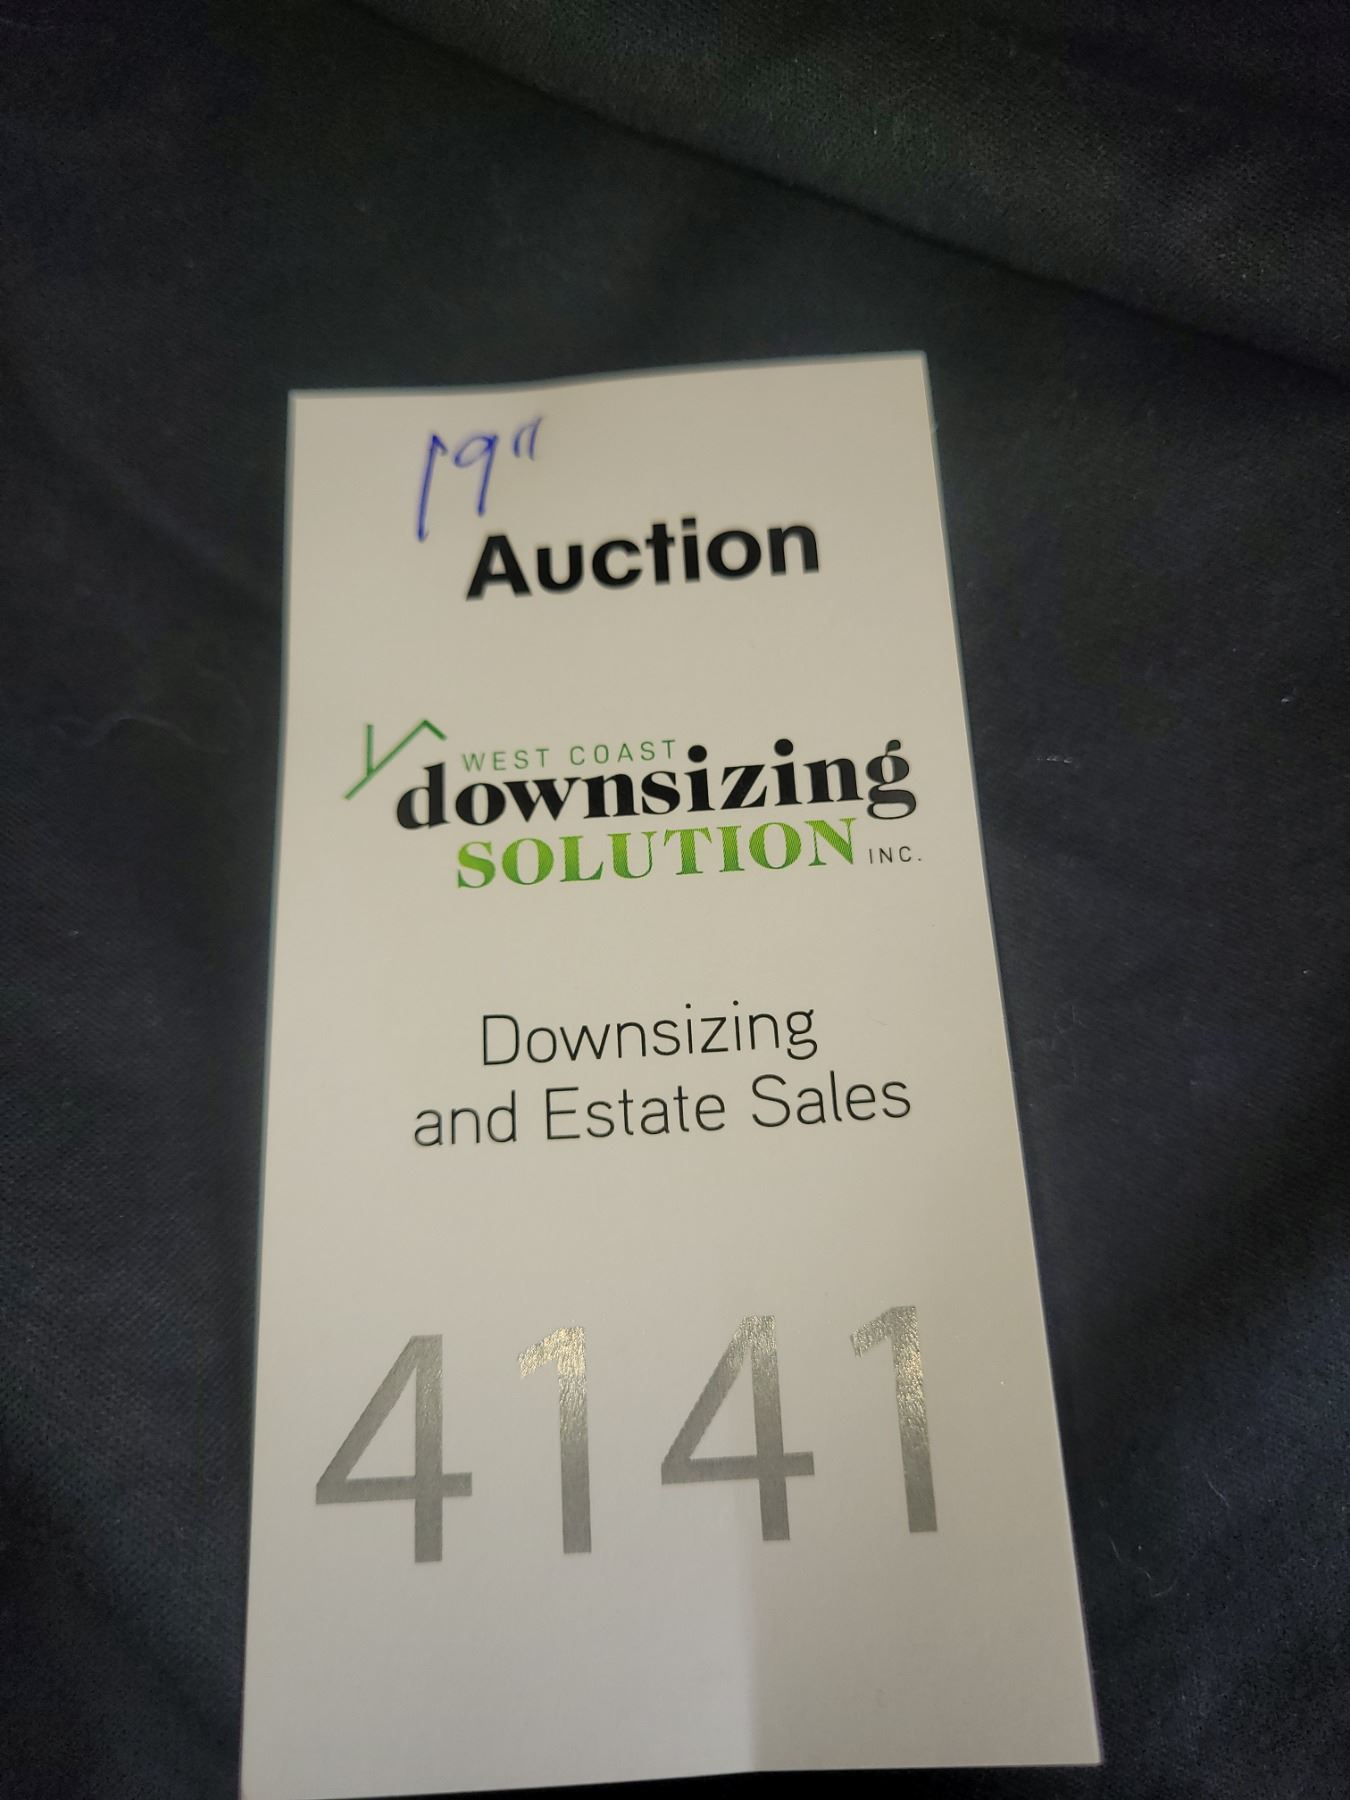 19"
Auction
WEST COAST
downsizing
SOLUTION INC.
Downsizing
and Estate Sales
4141